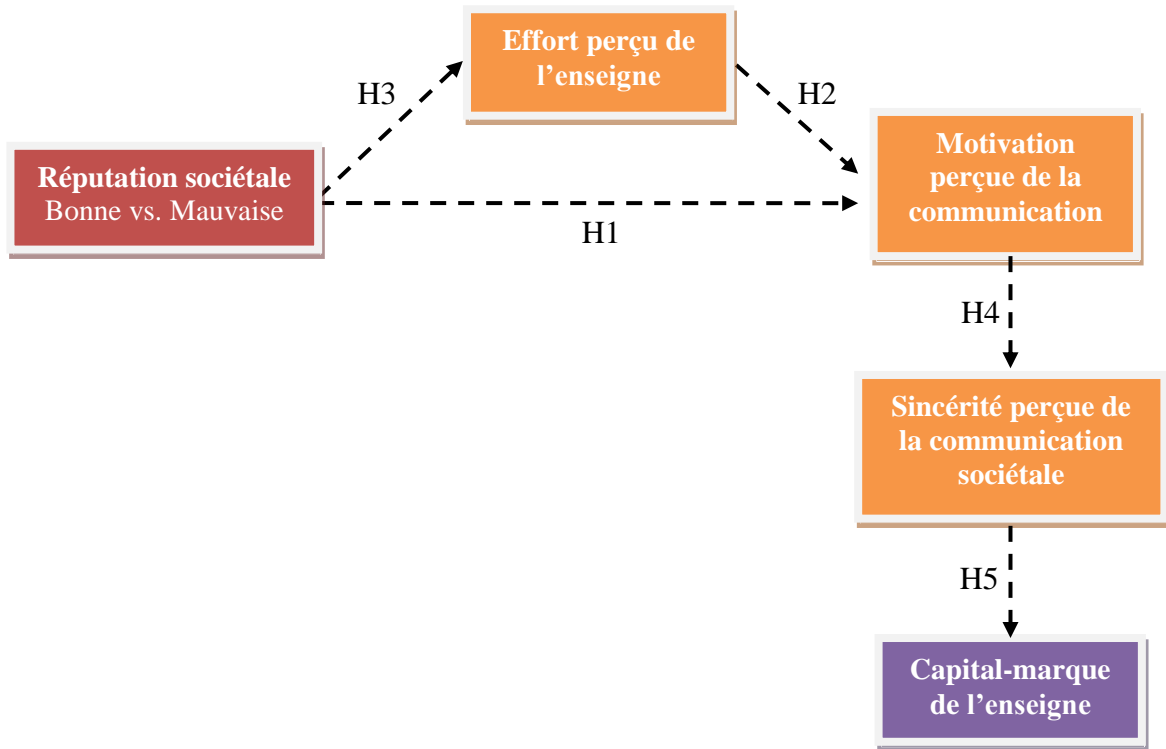 Effort perçu de
l’enseigne
H3
H2
Réputation sociétale
Bonne vs. Mauvaise
Motivation
perçue de la
communication
H1
H4
Sincérité perçue de
la communication
sociétale
H5
Capital-marque
de l’enseigne